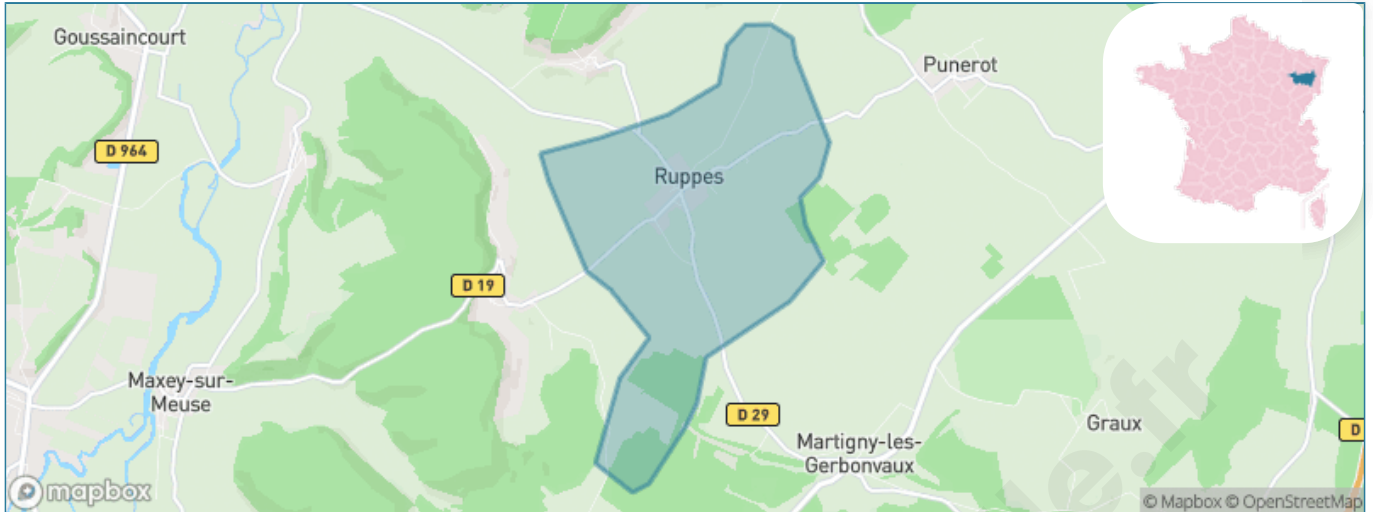 Goussaincourt
Punerot
D 964
Ruppes
D 19
Maxey-sur-
Meuse
D 29
Martigny-les-
Gerbonvaux
Graux
D
mapbox
© Mapbox © OpenStreetMap